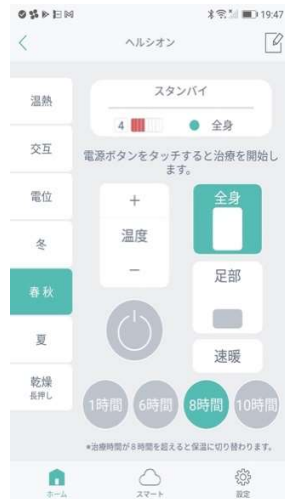 19:47
ヘルシオン
温熱
交互
電位
冬
春秋
夏
乾燥
長押し
スタンバイ
4
全身
電源ボタンをタッチすると治療を開始し
ます。
+
温度
−
全身
足部
速暖
1時間
6時間
8時間
10時間
*治療時間が8時間を超えると保温に切り替わります。
ホーム
スマート
設定